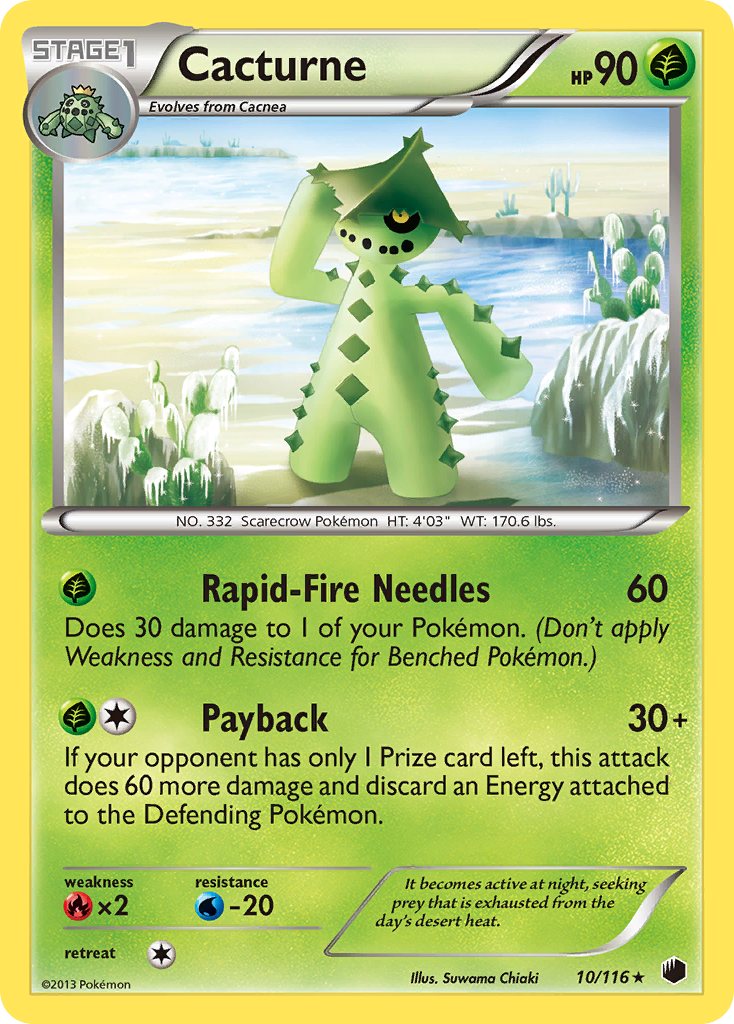 STAGE1
Cacturne
HP 90
Evolves from Cacnea
NO. 332 Scarecrow Pokémon HT: 4'03" WT: 170.6 lbs.
Rapid-Fire Needles 60
Does 30 damage to 1 of your Pokémon. (Don't apply
Weakness and Resistance for Benched Pokémon.)
Payback 30+
If your opponent has only 1 Prize card left, this attack
does 60 more damage and discard an Energy attached
to the Defending Pokémon.
weakness
×2
resistance
-20
retreat
It becomes active at night, seeking
prey that is exhausted from the
day's desert heat.
©2013 Pokémon
Illus. Suwama Chiaki
10/116★